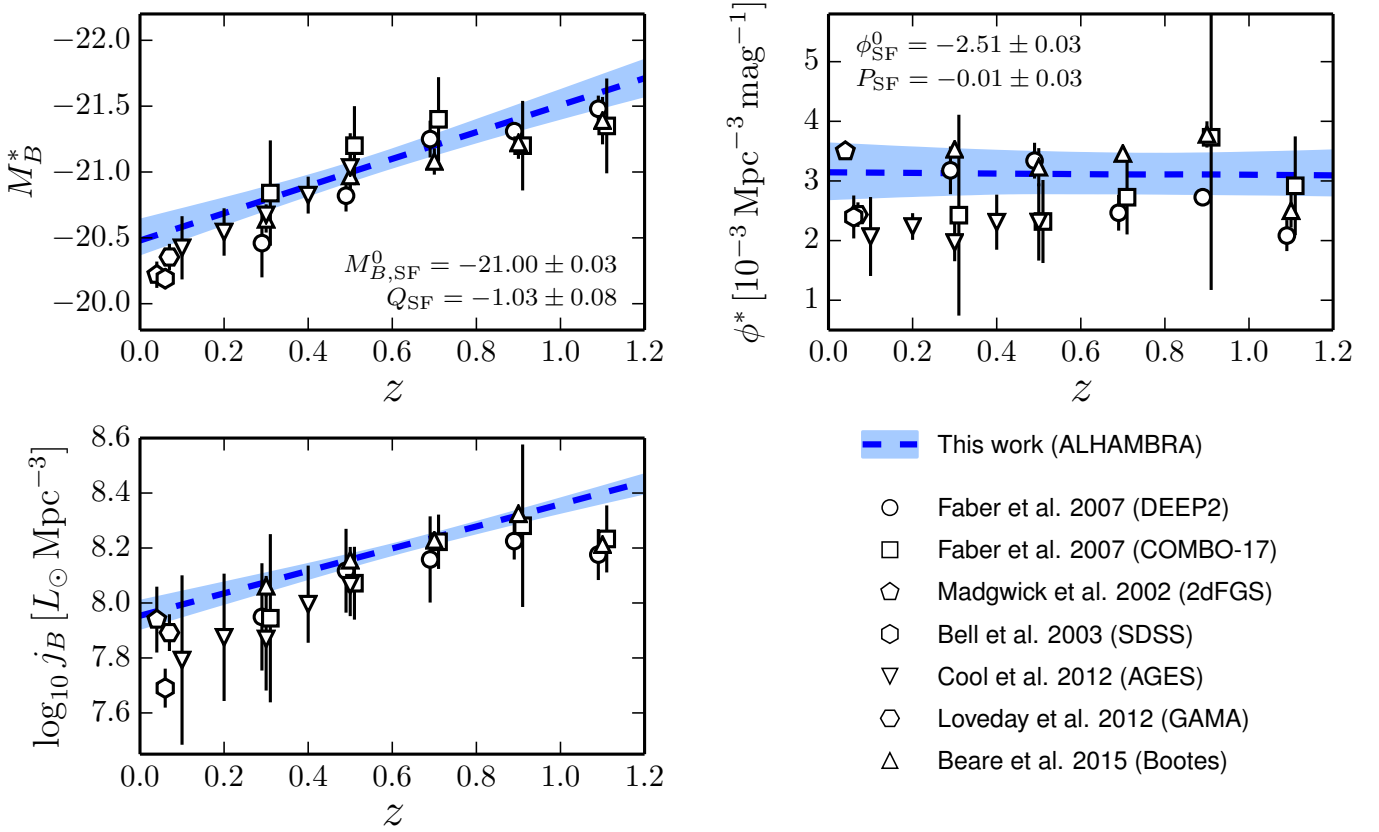 −22.0
−21.5
−21.0
−20.5
−20.0
M*B
M⁰B,SF = −21.00 ± 0.03
QSF = −1.03 ± 0.08
0.0 0.2 0.4 0.6 0.8 1.0 1.2
z
5
4
3
2
1
ϕ* [10⁻³ Mpc⁻³ mag⁻¹]
ϕ⁰SF = −2.51 ± 0.03
PSF = −0.01 ± 0.03
0.0 0.2 0.4 0.6 0.8 1.0 1.2
z
8.6
8.4
8.2
8.0
7.8
7.6
log₁₀ jB [L⊙ Mpc⁻³]
0.0 0.2 0.4 0.6 0.8 1.0 1.2
z
This work (ALHAMBRA)
Faber et al. 2007 (DEEP2)
Faber et al. 2007 (COMBO-17)
Madgwick et al. 2002 (2dFGS)
Bell et al. 2003 (SDSS)
Cool et al. 2012 (AGES)
Loveday et al. 2012 (GAMA)
Beare et al. 2015 (Bootes)